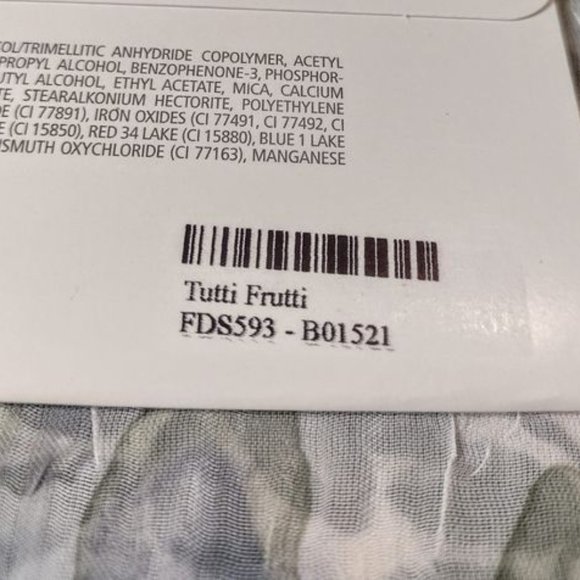 OL/TRIMELLITIC ANHYDRIDE COPOLYMER, ACETYL
PROPYL ALCOHOL, BENZOPHENONE-3, PHOSPHOR-
UTYL ALCOHOL, ETHYL ACETATE, MICA, CALCIUM
TE, STEARALKONIUM HECTORITE, POLYETHYLENE
DE (CI 77891), IRON OXIDES (CI 77491, CI 77492, CI
E (CI 15850), RED 34 LAKE (CI 15880), BLUE 1 LAKE
ISMUTH OXYCHLORIDE (CI 77163), MANGANESE
Tutti Frutti
FDS593 - B01521